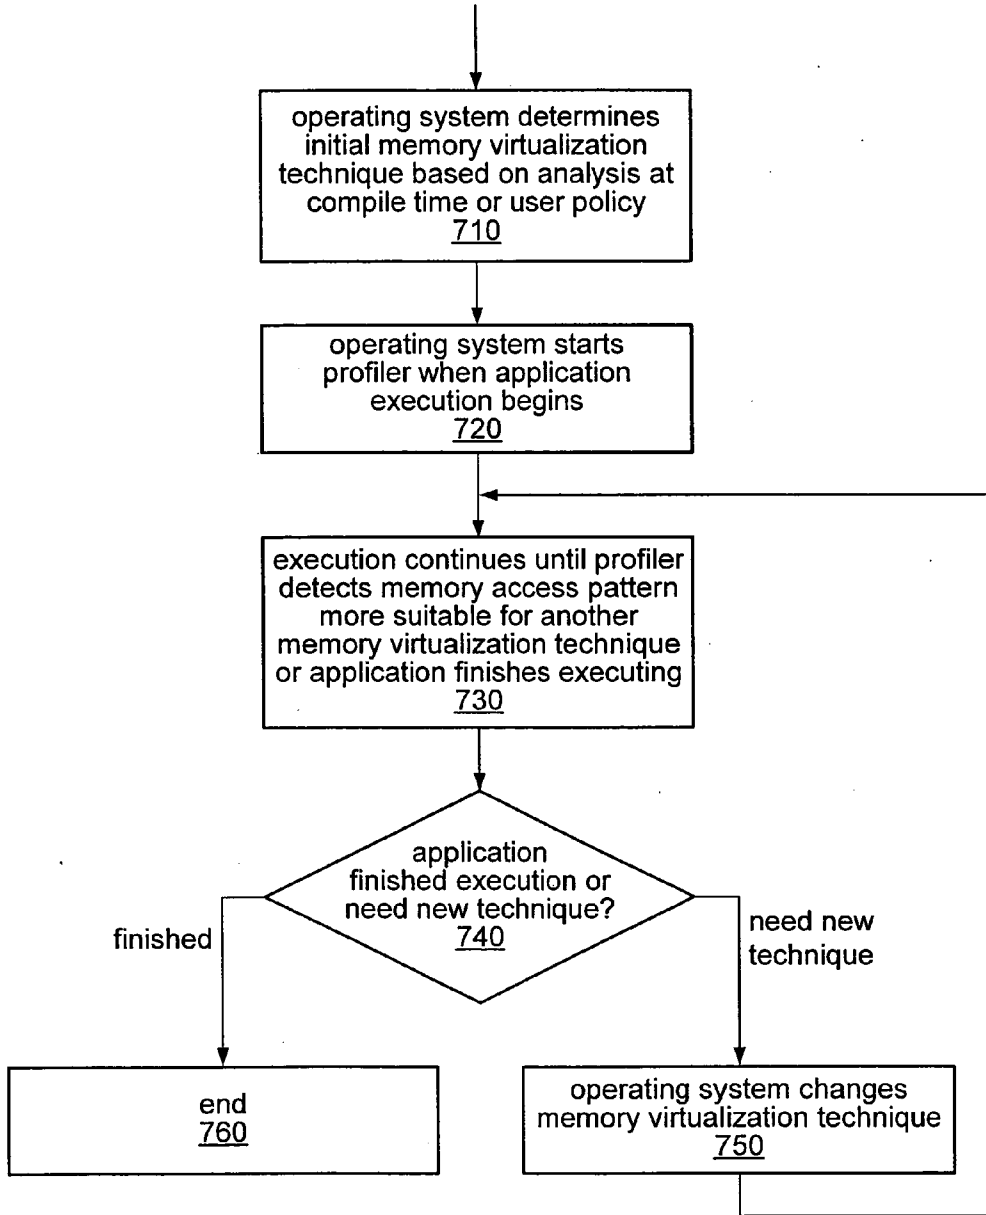 operating system determines
initial memory virtualization
technique based on analysis at
compile time or user policy
710
operating system starts
profiler when application
execution begins
720
execution continues until profiler
detects memory access pattern
more suitable for another
memory virtualization technique
or application finishes executing
730
application
finished execution or
need new technique?
740
finished
need new
technique
end
760
operating system changes
memory virtualization technique
750